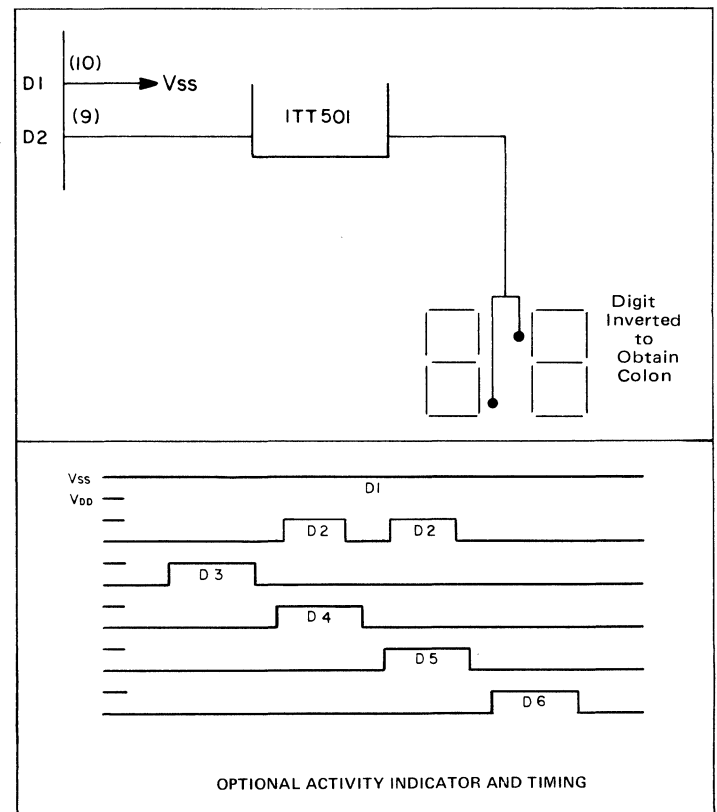 (10)
D1 Vss
(9)
D2
ITT501
Digit
Inverted
to
Obtain
Colon
Vss
D1
VDD
D2 D2
D3
D4
D5
D6
OPTIONAL ACTIVITY INDICATOR AND TIMING